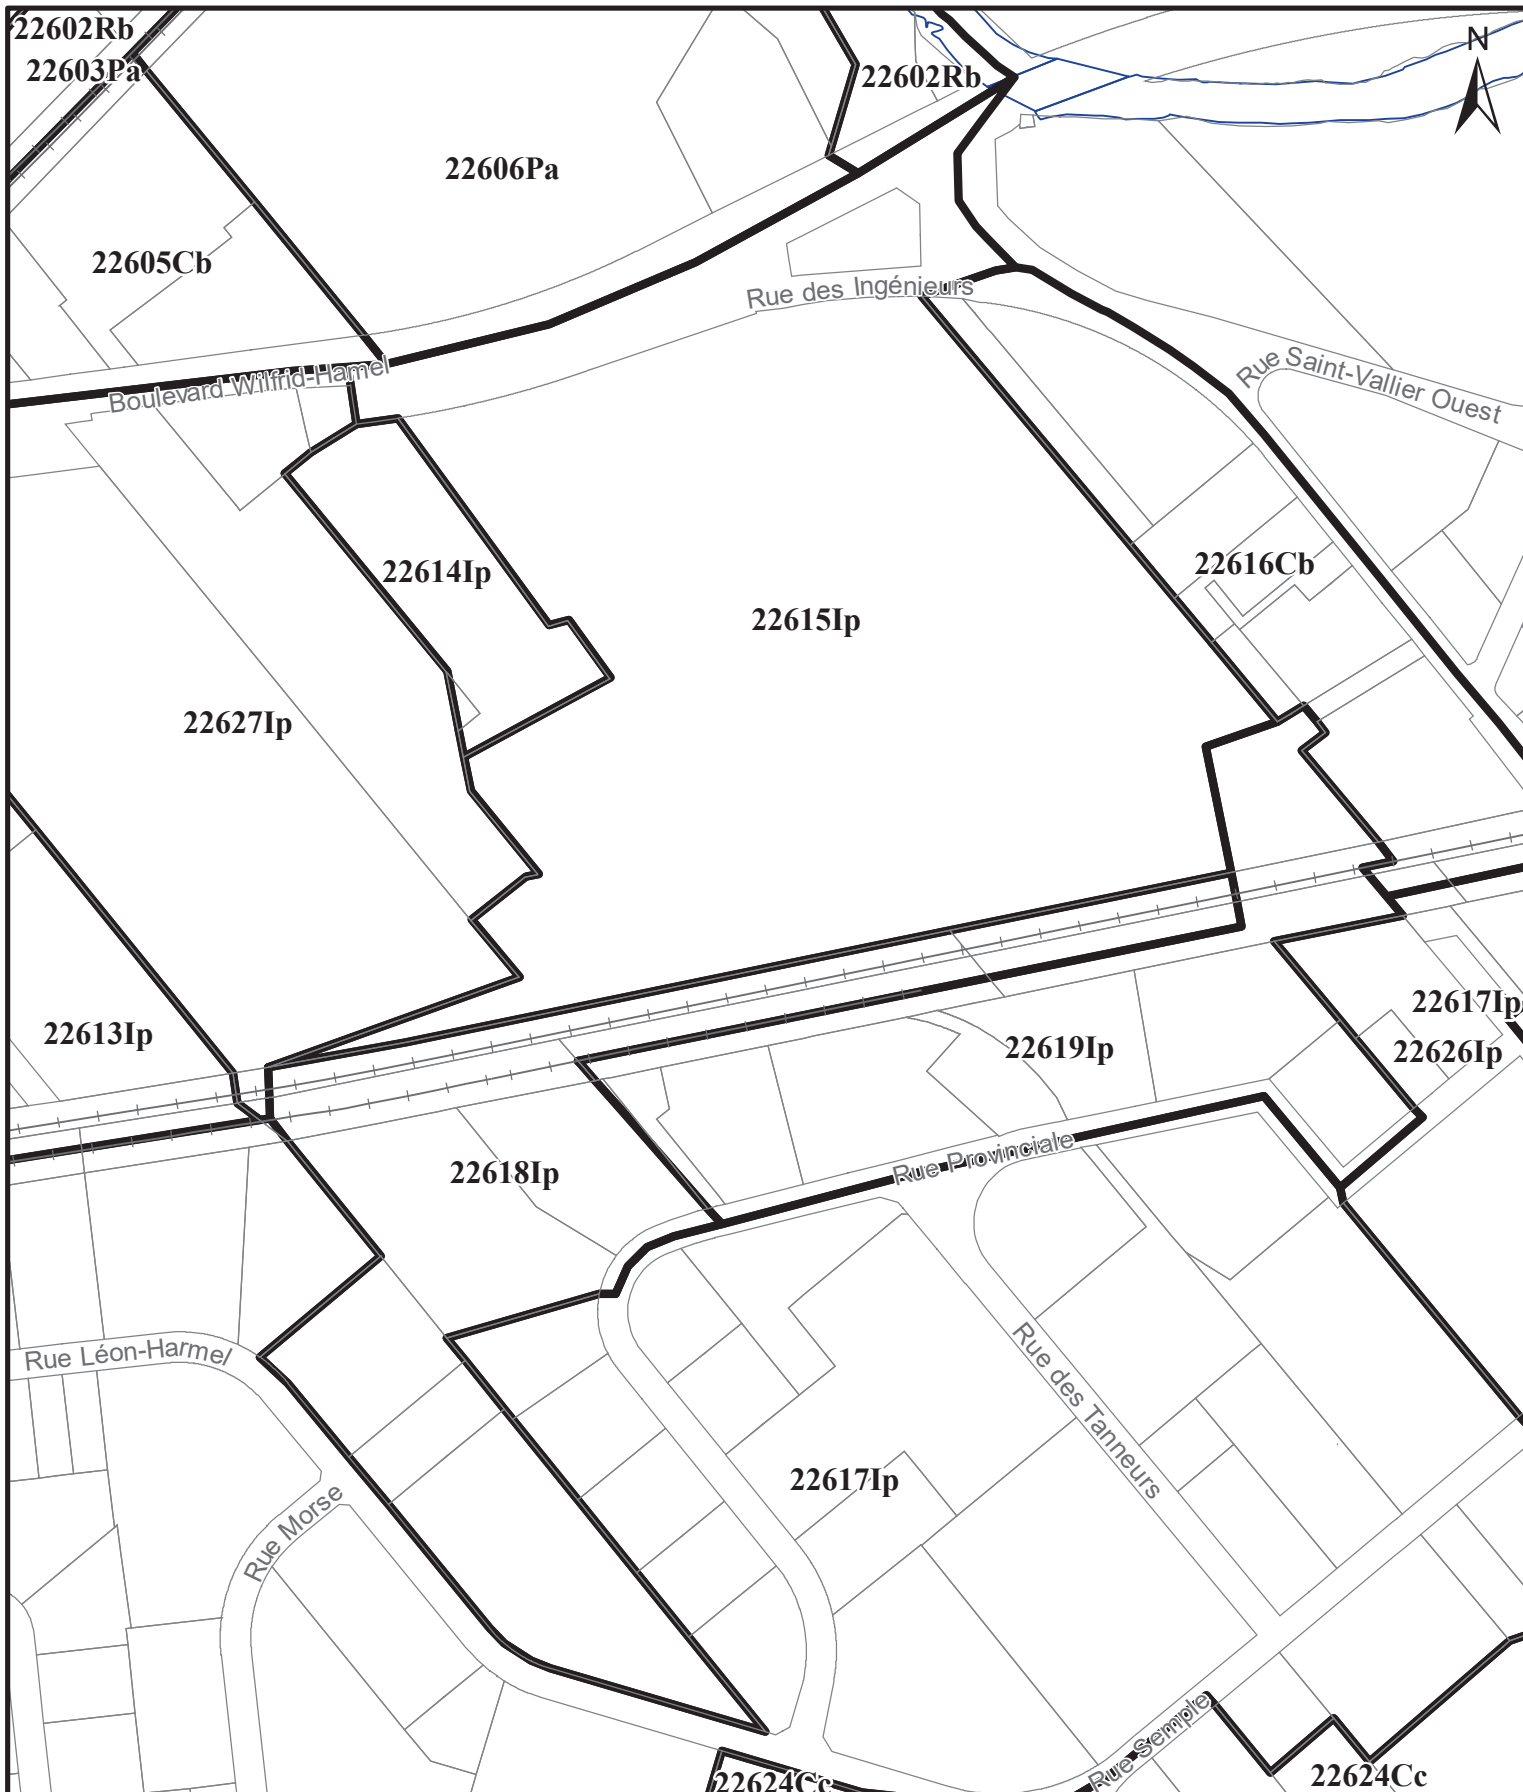 22602Rb
N
22603Pa
22602Rb
22606Pa
22605Cb
Rue des Ingénieurs
Boulevard Wilfrid-Hamel
Rue Saint-Vallier Ouest
22614Ip
22616Cb
22615Ip
22627Ip
22613Ip
22617Ip
22619Ip
22626Ip
22618Ip
Rue Provinciale
Rue Léon-Harmel
Rue des Tanneurs
22617Ip
Rue Morse
Rue Semple
22624Cc
22624Cc